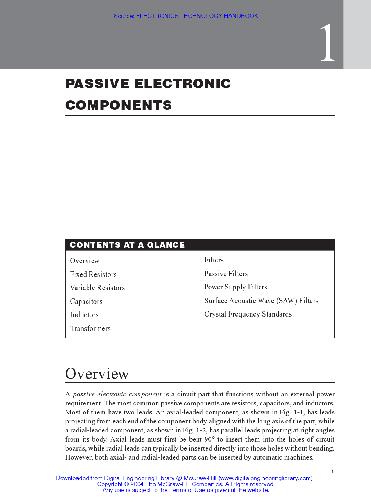 Source: ELECTRONICS TECHNOLOGY HANDBOOK
1
PASSIVE ELECTRONIC
COMPONENTS
CONTENTS AT A GLANCE
Overview
Fixed Resistors
Variable Resistors
Capacitors
Inductors
Transformers
Filters
Passive Filters
Power Supply Filters
Surface Acoustic Wave (SAW) Filters
Crystal Frequency Standards
Overview
A passive electronic component is a circuit part that functions without an external power
requirement. The most common passive components are resistors, capacitors, and inductors.
Most of them have two leads. An axial-leaded component, as shown in Fig. 1-1, has leads
projecting from each end of the component body aligned with the long axis of the part, while
a radial-leaded component, as shown in Fig. 1-2, has parallel leads projecting at right angles
from its body. Axial leads must first be bent 90° to insert them into the holes of circuit
boards, while radial leads can typically be inserted directly into those holes without bending.
However, both axial- and radial-leaded parts can be inserted by automatic machines.
1
Downloaded from Digital Engineering Library @ McGraw-Hill (www.digitalengineeringlibrary.com)
Copyright © 2004 The McGraw-Hill Companies. All rights reserved.
Any use is subject to the Terms of Use as given at the website.